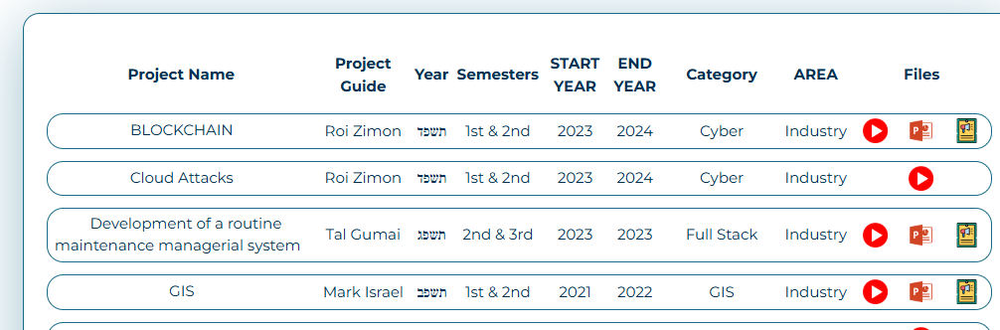 Project Name Project Guide Year Semesters START YEAR END YEAR Category AREA Files
BLOCKCHAIN Roi Zimon תשפד 1st & 2nd 2023 2024 Cyber Industry
Cloud Attacks Roi Zimon תשפד 1st & 2nd 2023 2024 Cyber Industry
Development of a routine
maintenance managerial system Tal Gumai תשפג 2nd & 3rd 2023 2023 Full Stack Industry
GIS Mark Israel תשפב 1st & 2nd 2021 2022 GIS Industry